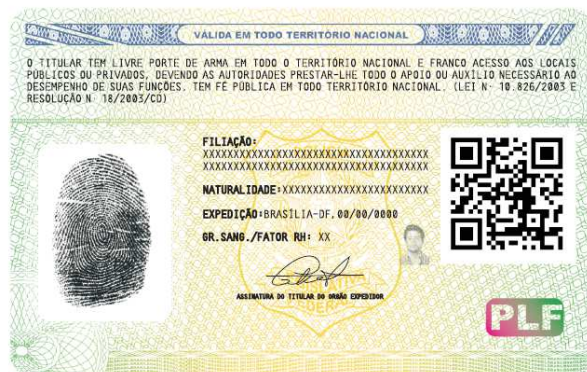 VÁLIDA EM TODO TERRITÓRIO NACIONAL
O TITULAR TEM LIVRE PORTE DE ARMA EM TODO O TERRITÓRIO NACIONAL E FRANCO ACESSO AOS LOCAIS
PÚBLICOS OU PRIVADOS, DEVENDO AS AUTORIDADES PRESTAR-LHE TODO O APOIO OU AUXÍLIO NECESSÁRIO AO
DESEMPENHO DE SUAS FUNÇÕES. TEM FÉ PÚBLICA EM TODO TERRITÓRIO NACIONAL. (LEI N· 10.826/2003 E
RESOLUÇÃO N 18/2003/CD)
FILIAÇÃO:
XXXXXXXXXXXXXXXXXXXXXXXXXXXXXXXXXXXXX
XXXXXXXXXXXXXXXXXXXXXXXXXXXXXXXXXXXXX
NATURALIDADE:XXXXXXXXXXXXXXXXXXXXXXXX
EXPEDIÇÃO:BRASÍLIA-DF,00/00/0000
GR.SANG./FATOR RH: XX
ASSINATURA DO TITULAR DO ORGÃO EXPEDIDOR
PLF